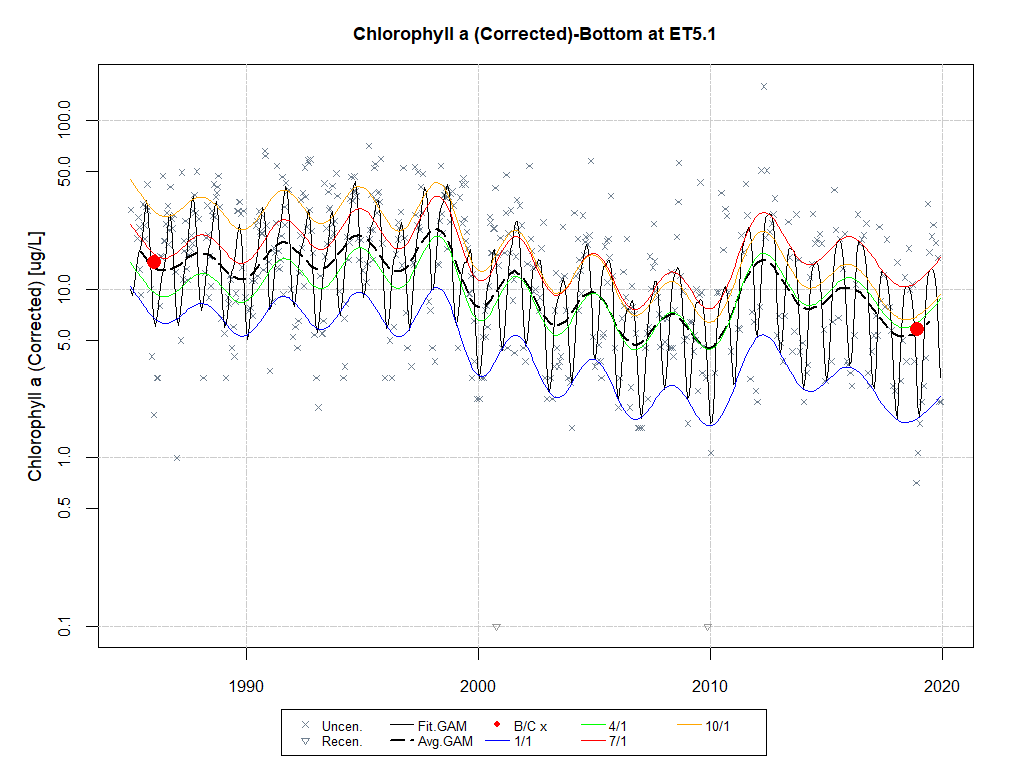 Chlorophyll a (Corrected)-Bottom at ET5.1
Chlorophyll a (Corrected) [ug/L]
100.0
50.0
10.0
5.0
1.0
0.5
0.1
1990 2000 2010 2020
Uncen. Fit.GAM B/C x 4/1 10/1
Recen. Avg.GAM 1/1 7/1